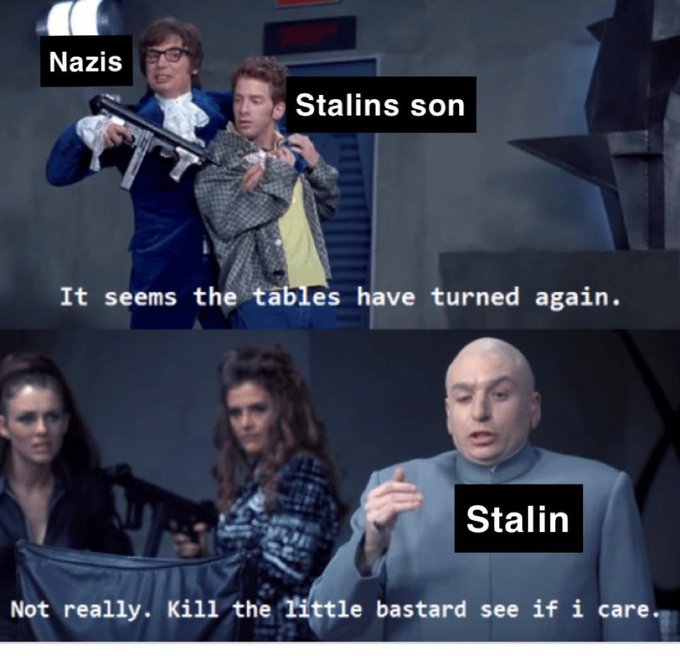 Nazis
Stalins son
It seems the tables have turned again.
Stalin
Not really. Kill the little bastard see if i care.